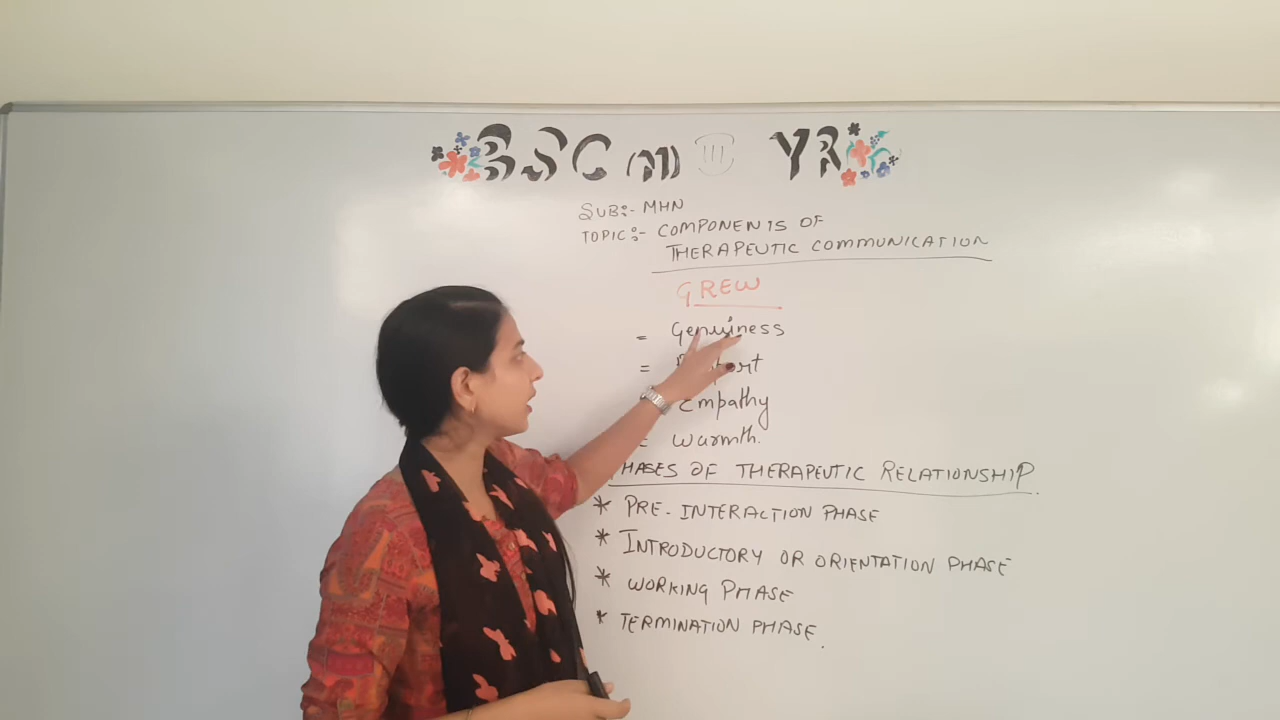 BSC (N) III YR
SUB:- MHN
TOPIC:- COMPONENTS OF
THERAPEUTIC COMMUNICATION
GREW
= Genuiness
=
Empathy
= Warmth.
PHASES OF THERAPEUTIC RELATIONSHIP.
* PRE-INTERACTION PHASE
* INTRODUCTORY OR ORIENTATION PHASE
* WORKING PHASE
* TERMINATION PHASE.